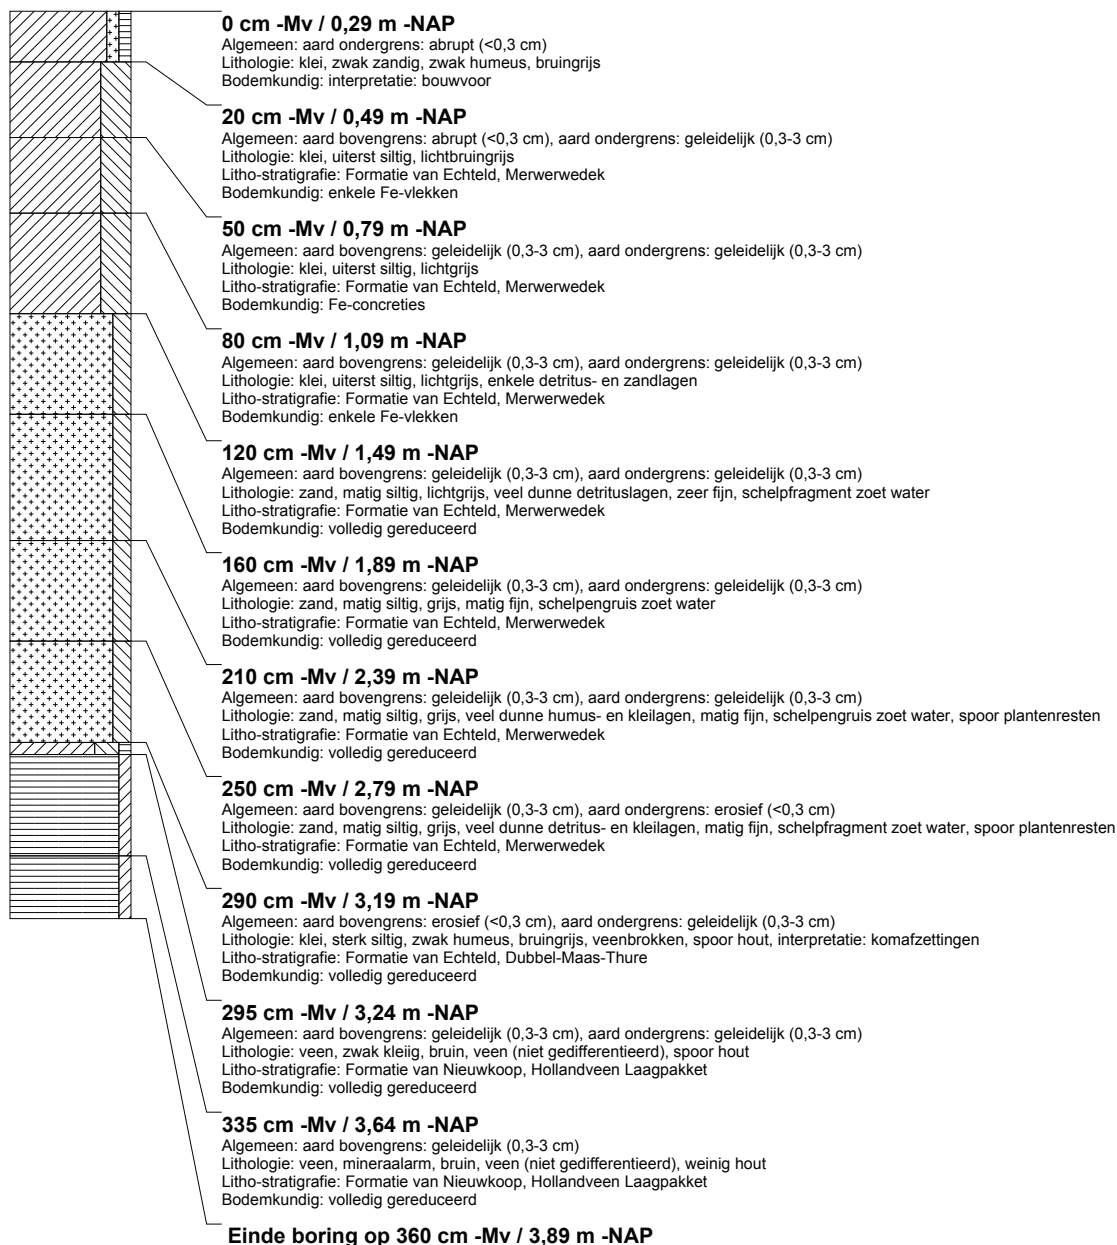 0 cm -Mv / 0,29 m -NAP
Algemeen: aard ondergrens: abrupt (<0,3 cm)
Lithologie: klei, zwak zandig, zwak humeus, bruingrijs
Bodemkundig: interpretatie: bouwvoor
20 cm -Mv / 0,49 m -NAP
Algemeen: aard bovengrens: abrupt (<0,3 cm), aard ondergrens: geleidelijk (0,3-3 cm)
Lithologie: klei, uiterst siltig, lichtbruingrijs
Litho-stratigrafie: Formatie van Echteld, Merwerwedek
Bodemkundig: enkele Fe-vlekken
50 cm -Mv / 0,79 m -NAP
Algemeen: aard bovengrens: geleidelijk (0,3-3 cm), aard ondergrens: geleidelijk (0,3-3 cm)
Lithologie: klei, uiterst siltig, lichtgrijs
Litho-stratigrafie: Formatie van Echteld, Merwerwedek
Bodemkundig: Fe-concreties
80 cm -Mv / 1,09 m -NAP
Algemeen: aard bovengrens: geleidelijk (0,3-3 cm), aard ondergrens: geleidelijk (0,3-3 cm)
Lithologie: klei, uiterst siltig, lichtgrijs, enkele detritus- en zandlagen
Litho-stratigrafie: Formatie van Echteld, Merwerwedek
Bodemkundig: enkele Fe-vlekken
120 cm -Mv / 1,49 m -NAP
Algemeen: aard bovengrens: geleidelijk (0,3-3 cm), aard ondergrens: geleidelijk (0,3-3 cm)
Lithologie: zand, matig siltig, lichtgrijs, veel dunne detrituslagen, zeer fijn, schelpfragment zoet water
Litho-stratigrafie: Formatie van Echteld, Merwerwedek
Bodemkundig: volledig gereduceerd
160 cm -Mv / 1,89 m -NAP
Algemeen: aard bovengrens: geleidelijk (0,3-3 cm), aard ondergrens: geleidelijk (0,3-3 cm)
Lithologie: zand, matig siltig, grijs, matig fijn, schelpengruis zoet water
Litho-stratigrafie: Formatie van Echteld, Merwerwedek
Bodemkundig: volledig gereduceerd
210 cm -Mv / 2,39 m -NAP
Algemeen: aard bovengrens: geleidelijk (0,3-3 cm), aard ondergrens: geleidelijk (0,3-3 cm)
Lithologie: zand, matig siltig, grijs, veel dunne humus- en kleilagen, matig fijn, schelpengruis zoet water, spoor plantenresten
Litho-stratigrafie: Formatie van Echteld, Merwerwedek
Bodemkundig: volledig gereduceerd
250 cm -Mv / 2,79 m -NAP
Algemeen: aard bovengrens: geleidelijk (0,3-3 cm), aard ondergrens: erosief (<0,3 cm)
Lithologie: zand, matig siltig, grijs, veel dunne detritus- en kleilagen, matig fijn, schelpfragment zoet water, spoor plantenresten
Litho-stratigrafie: Formatie van Echteld, Merwerwedek
Bodemkundig: volledig gereduceerd
290 cm -Mv / 3,19 m -NAP
Algemeen: aard bovengrens: erosief (<0,3 cm), aard ondergrens: geleidelijk (0,3-3 cm)
Lithologie: klei, sterk siltig, zwak humeus, bruingrijs, veenbrokken, spoor hout, interpretatie: komafzettingen
Litho-stratigrafie: Formatie van Echteld, Dubbel-Maas-Thure
Bodemkundig: volledig gereduceerd
295 cm -Mv / 3,24 m -NAP
Algemeen: aard bovengrens: geleidelijk (0,3-3 cm), aard ondergrens: geleidelijk (0,3-3 cm)
Lithologie: veen, zwak kleiig, bruin, veen (niet gedifferentieerd), spoor hout
Litho-stratigrafie: Formatie van Nieuwkoop, Hollandveen Laagpakket
Bodemkundig: volledig gereduceerd
335 cm -Mv / 3,64 m -NAP
Algemeen: aard bovengrens: geleidelijk (0,3-3 cm)
Lithologie: veen, mineraalarm, bruin, veen (niet gedifferentieerd), weinig hout
Litho-stratigrafie: Formatie van Nieuwkoop, Hollandveen Laagpakket
Bodemkundig: volledig gereduceerd
Einde boring op 360 cm -Mv / 3,89 m -NAP